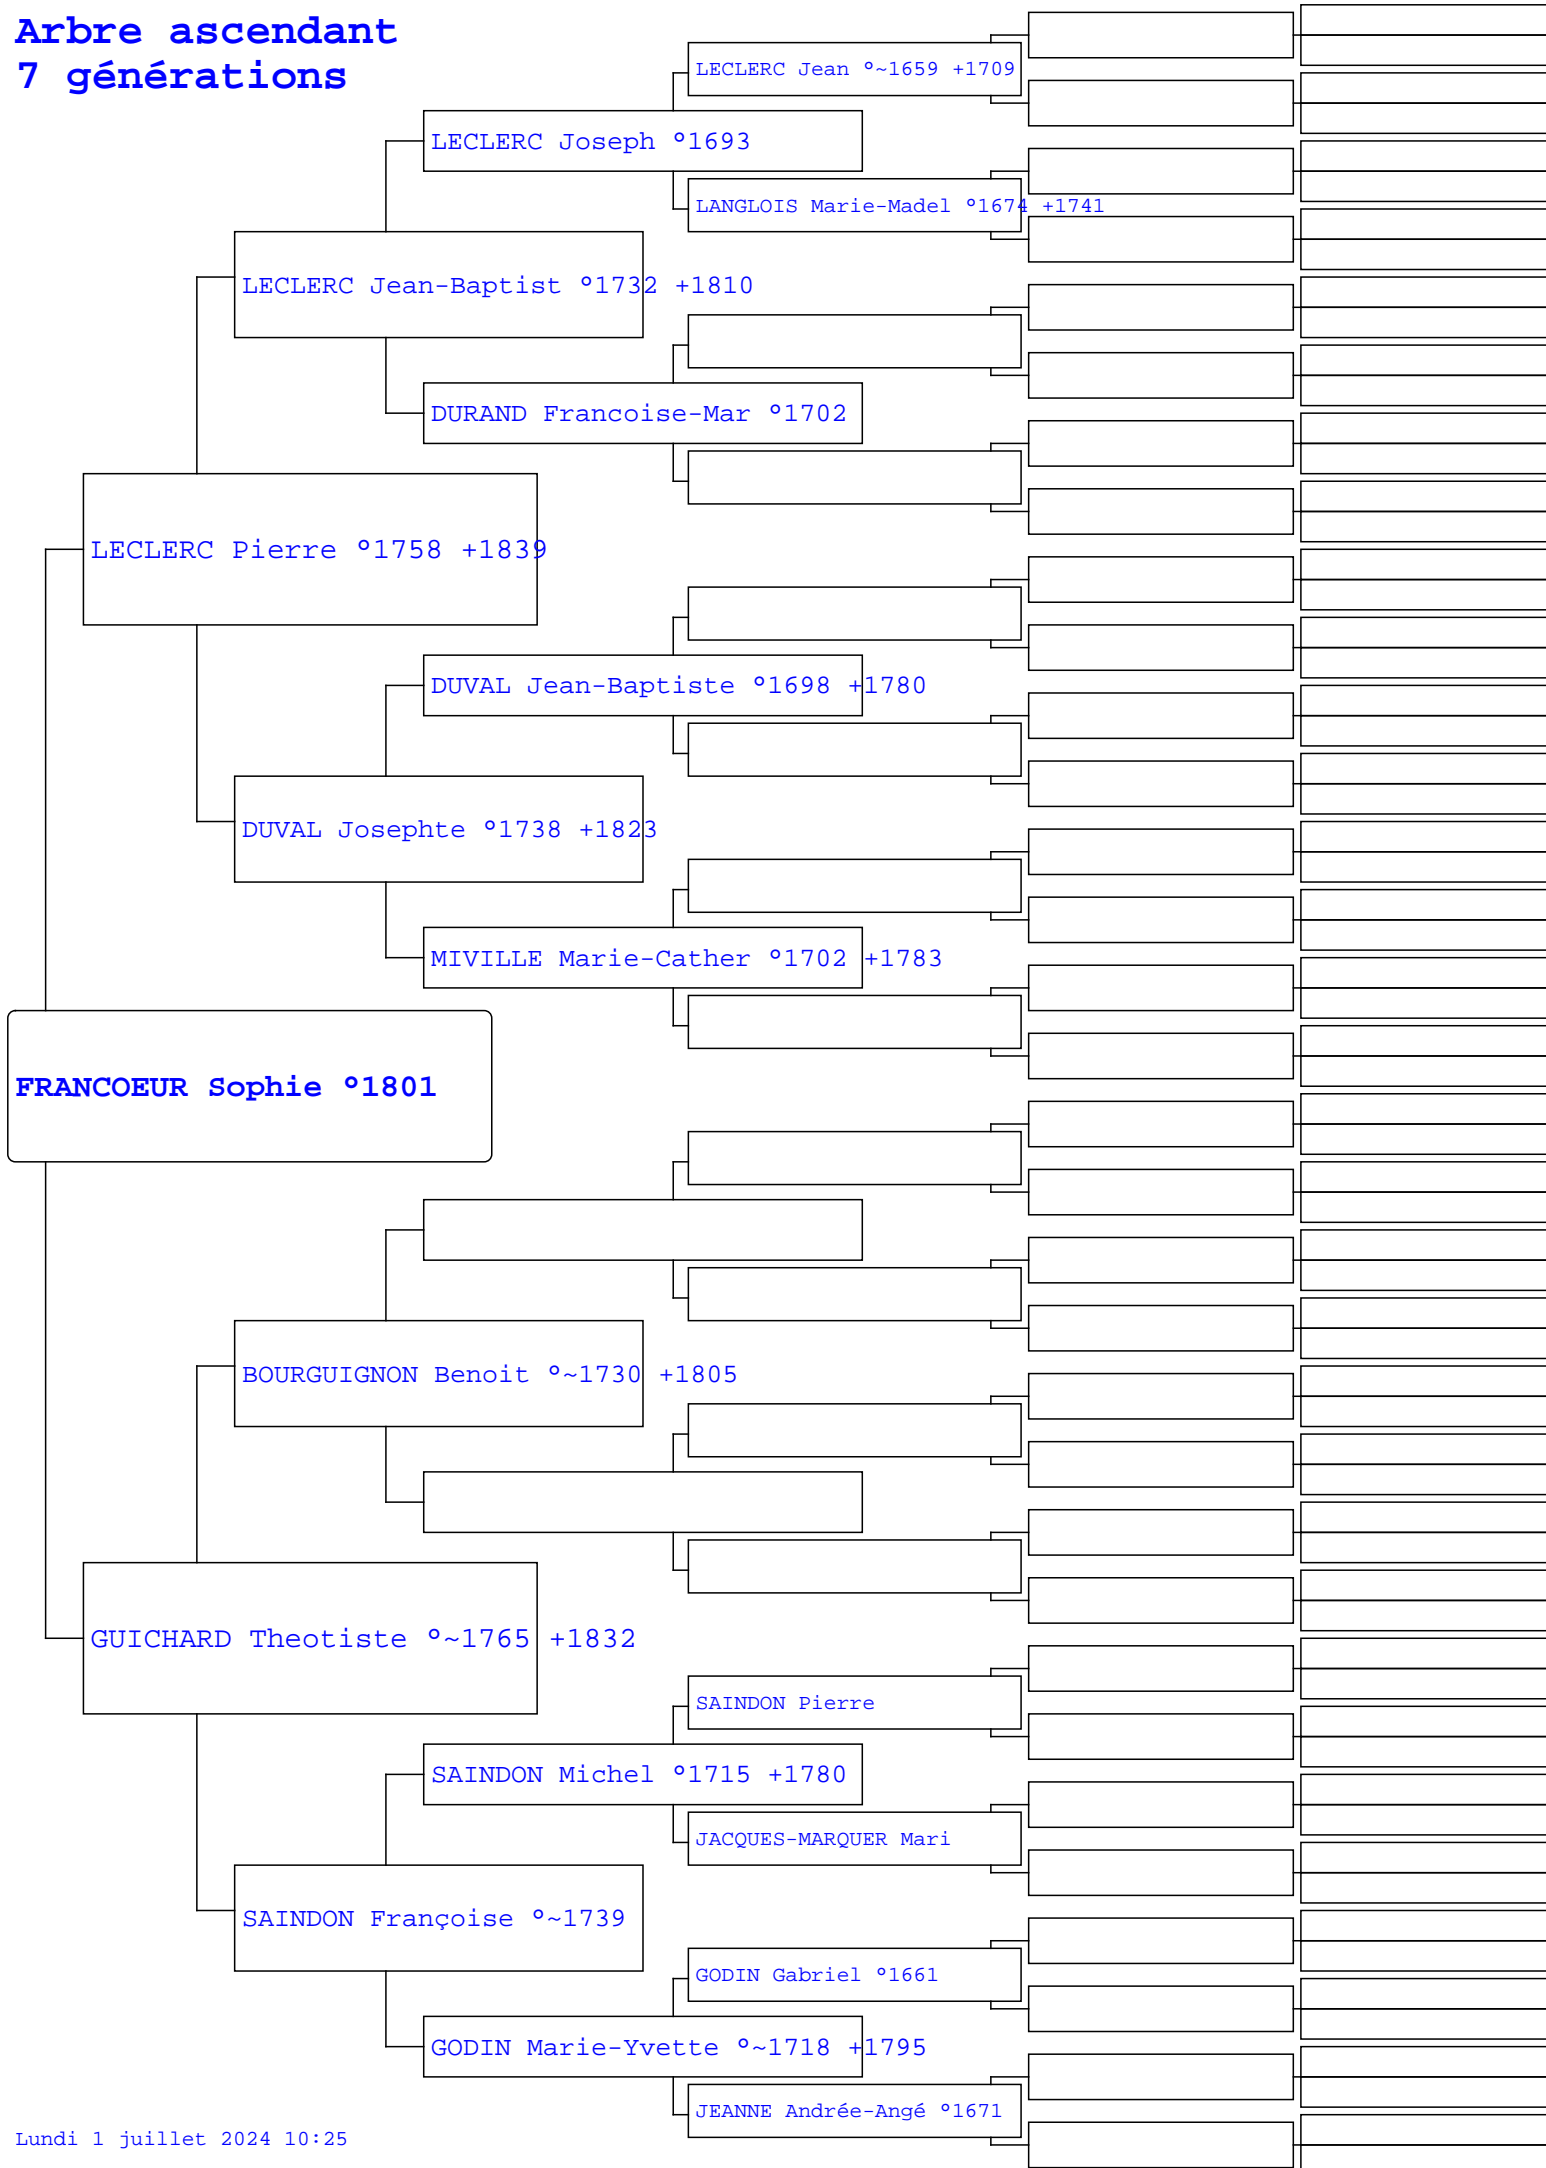 Arbre ascendant
7 générations
LECLERC Jean °~1659 +1709
LECLERC Joseph °1693
LANGLOIS Marie-Madel °1674 +1741
LECLERC Jean-Baptist °1732 +1810
DURAND Francoise-Mar °1702
LECLERC Pierre °1758 +1839
DUVAL Jean-Baptiste °1698 +1780
DUVAL Josephte °1738 +1823
MIVILLE Marie-Cather °1702 +1783
FRANCOEUR Sophie °1801
BOURGUIGNON Benoit °~1730 +1805
GUICHARD Theotiste °~1765 +1832
SAINDON Pierre
SAINDON Michel °1715 +1780
JACQUES-MARQUER Mari
SAINDON Françoise °~1739
GODIN Gabriel °1661
GODIN Marie-Yvette °~1718 +1795
JEANNE Andrée-Angé °1671
Lundi 1 juillet 2024 10:25